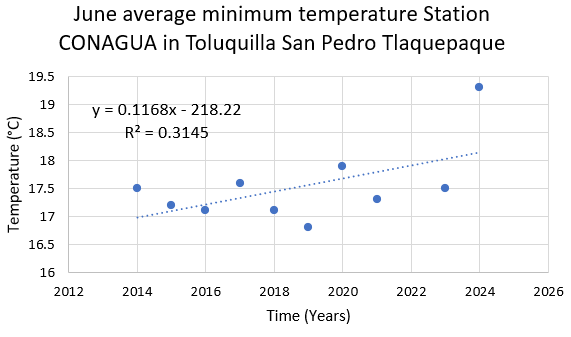 June average minimum temperature Station
CONAGUA in Toluquilla San Pedro Tlaquepaque
19.5
19
18.5
18
17.5
17
16.5
16
y = 0.1168x - 218.22
R² = 0.3145
Temperature (°C)
2012 2014 2016 2018 2020 2022 2024 2026
Time (Years)